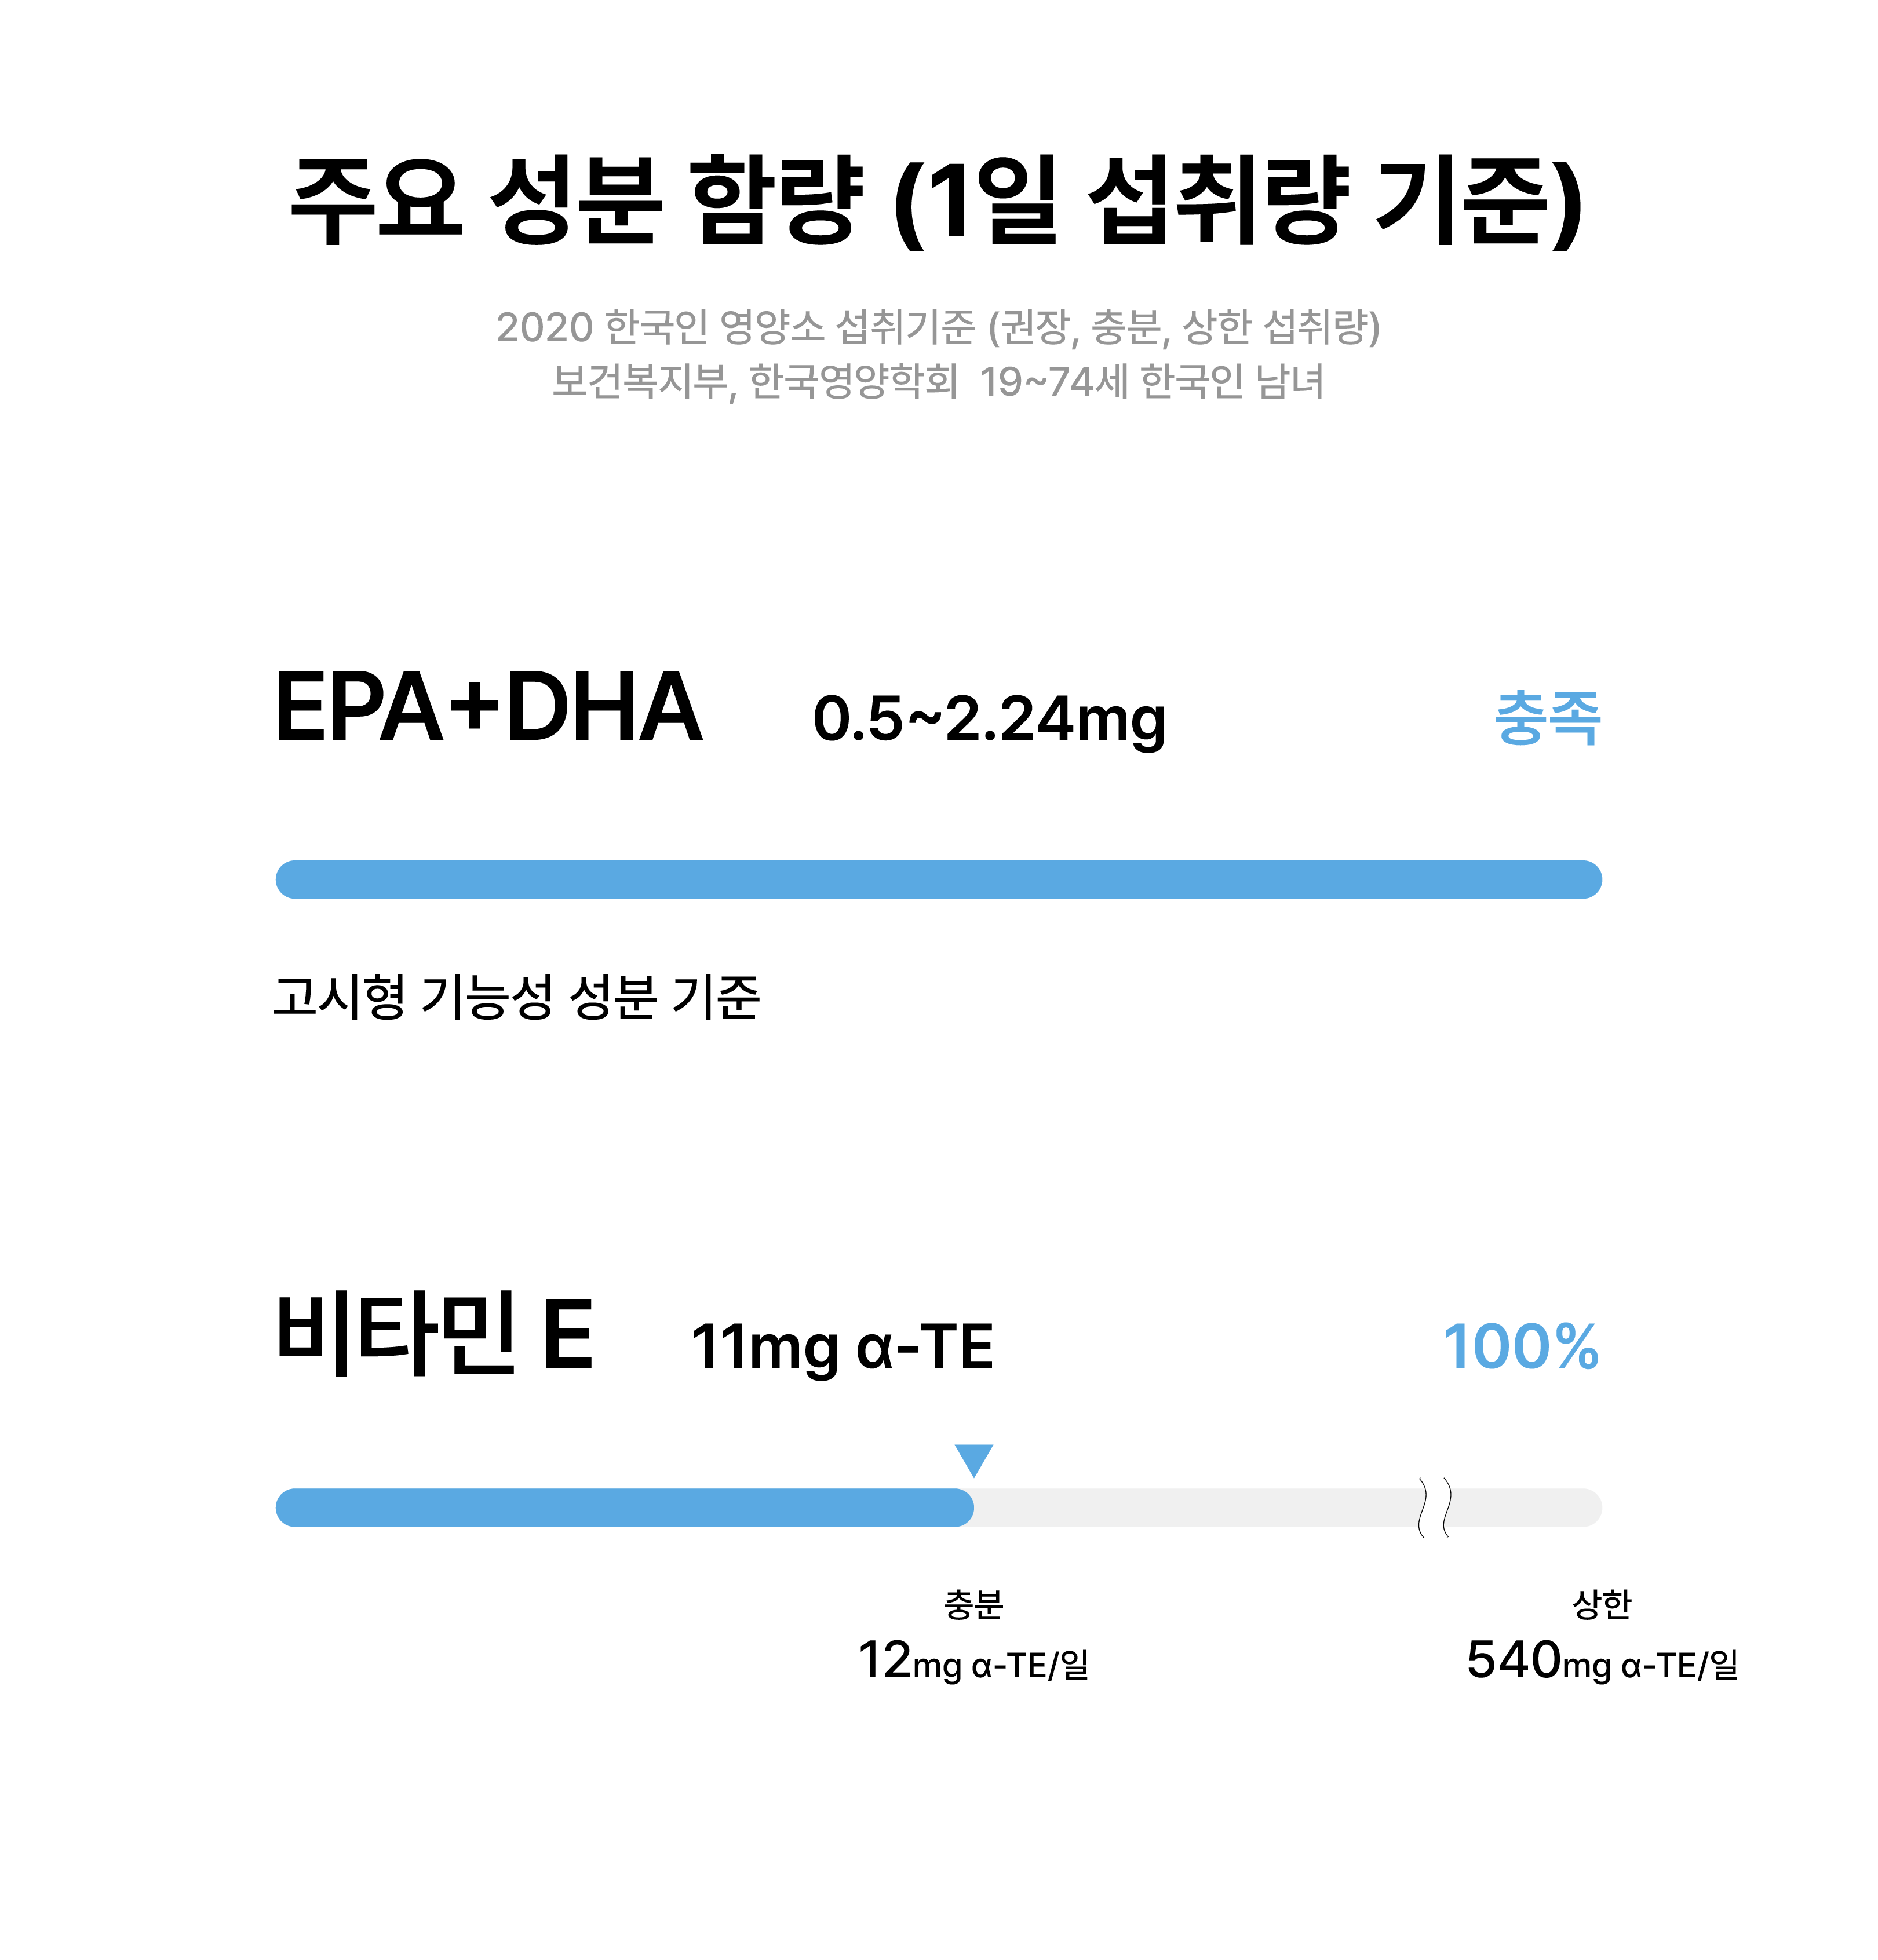 주요 성분 함량 (1일 섭취량 기준)
2020 한국인 영양소 섭취기준 (권장, 충분, 상한 섭취량)
보건복지부, 한국영양학회 19~74세 한국인 남녀
EPA+DHA 0.5~2.24mg 충족
고시형 기능성 성분 기준
비타민 E 11mg α-TE 100%
충분 상한
12mg α-TE/일 540mg α-TE/일